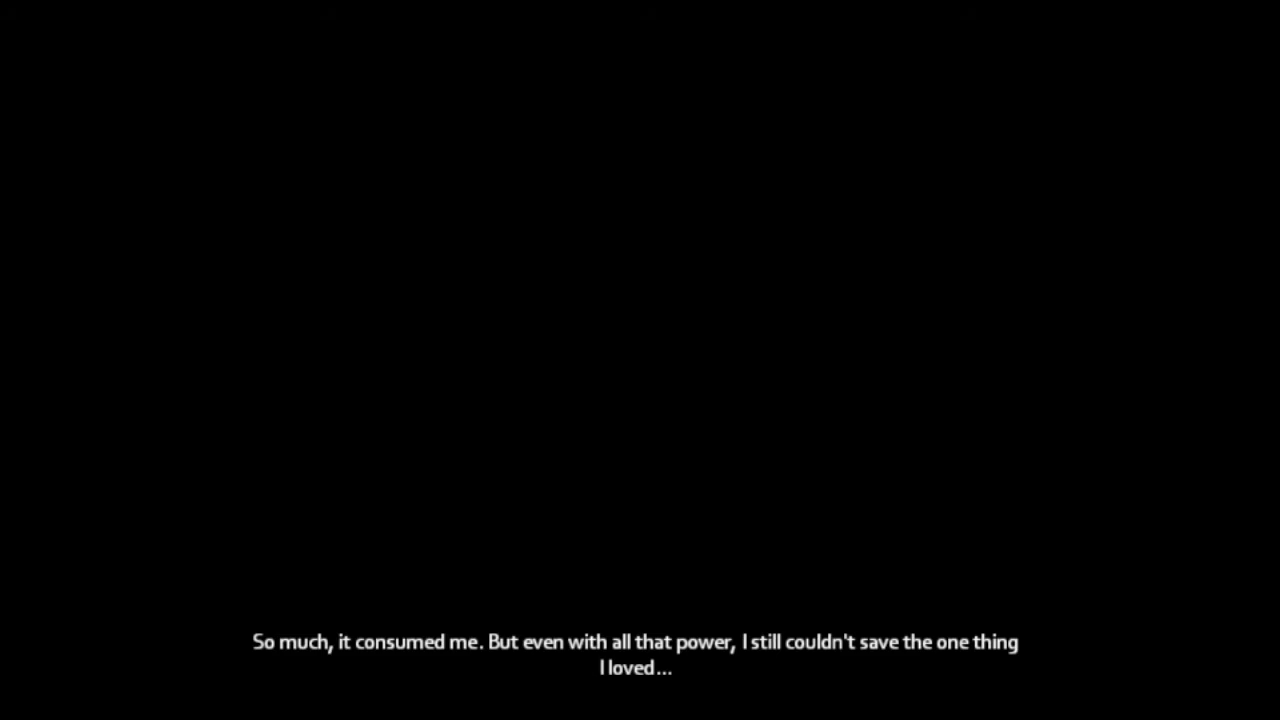 So much, it consumed me. But even with all that power, I still couldn't save the one thing
I loved...